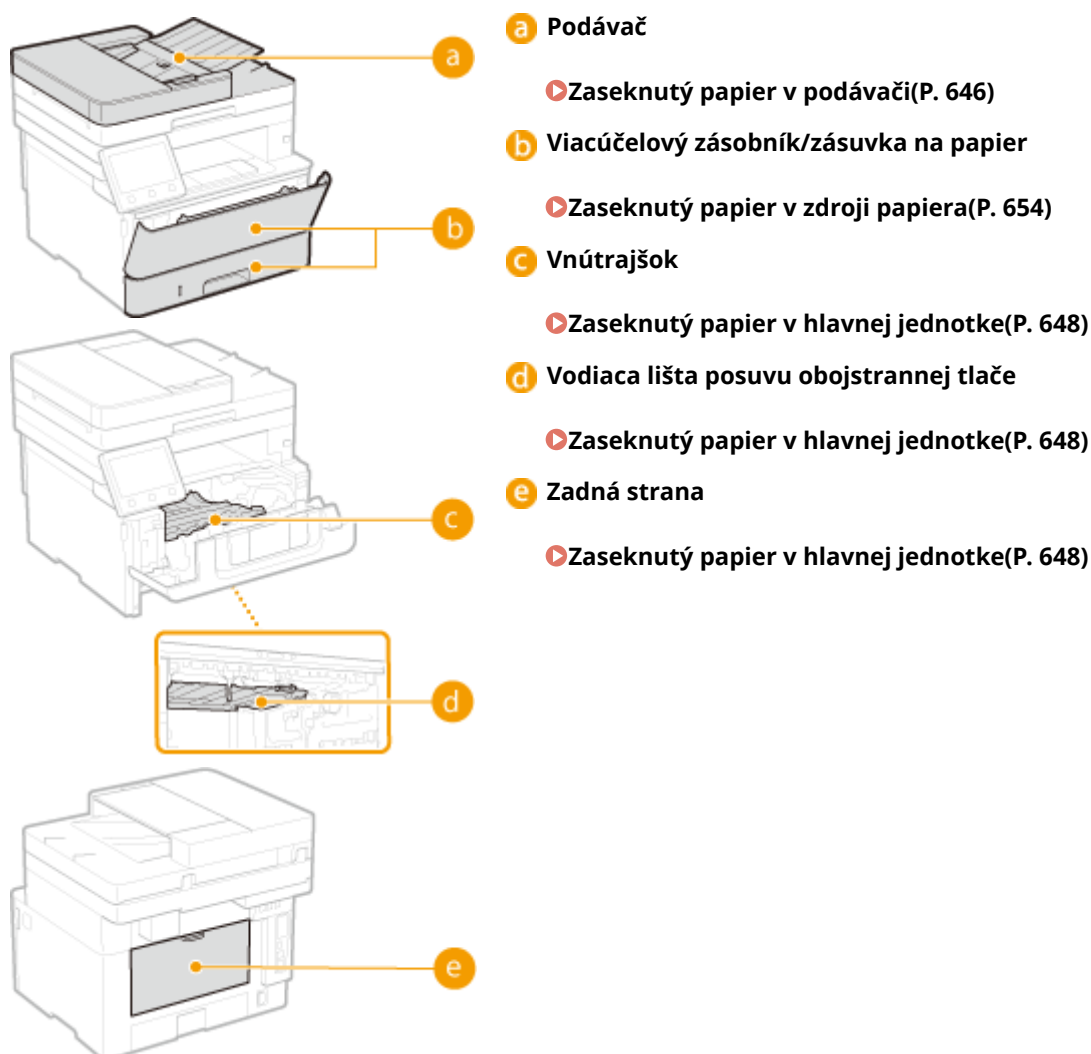 a Podávač
Zaseknutý papier v podávači(P. 646)
b Viacúčelový zásobník/zásuvka na papier
Zaseknutý papier v zdroji papiera(P. 654)
c Vnútrajšok
Zaseknutý papier v hlavnej jednotke(P. 648)
d Vodiaca lišta posuvu obojstrannej tlače
Zaseknutý papier v hlavnej jednotke(P. 648)
e Zadná strana
Zaseknutý papier v hlavnej jednotke(P. 648)
a
b
c
d
e